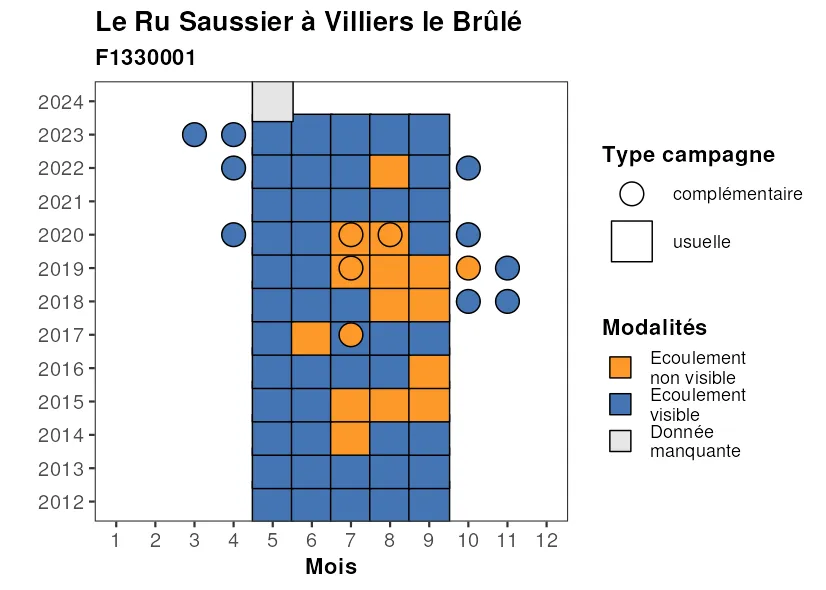 Le Ru Saussier à Villiers le Brûlé
F1330001
2024
2023
2022
2021
2020
2019
2018
2017
2016
2015
2014
2013
2012
1 2 3 4 5 6 7 8 9 10 11 12
Mois
Type campagne
complémentaire
usuelle
Modalités
Ecoulement
non visible
Ecoulement
visible
Donnée
manquante